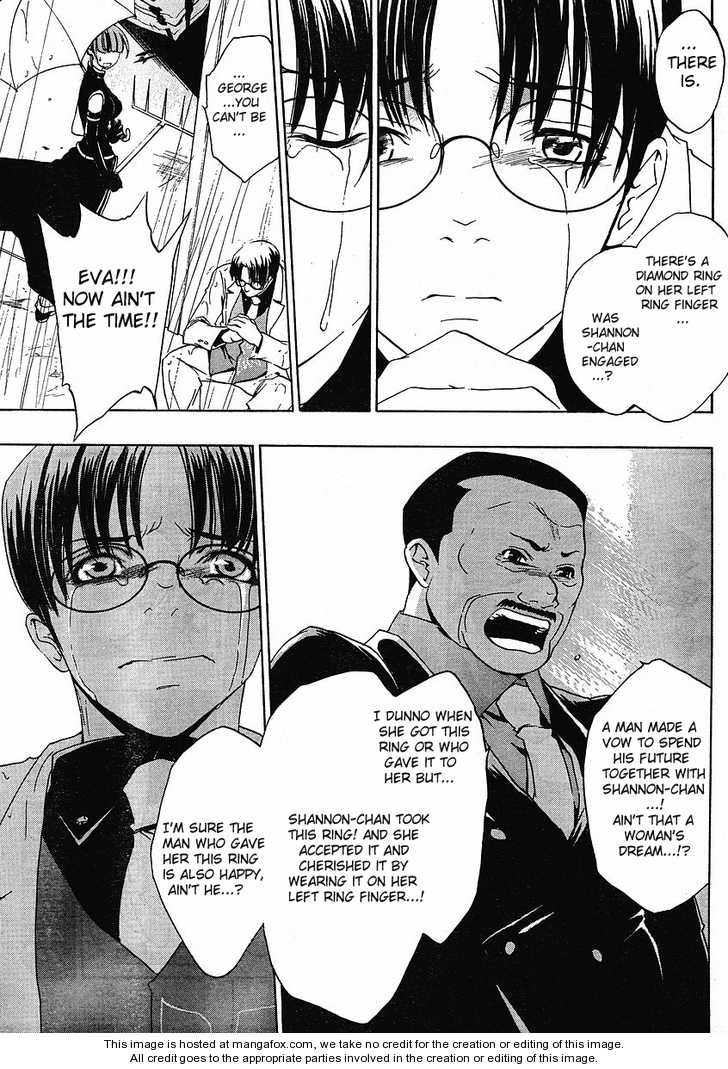 ...
THERE
IS.
THERE'S A
DIAMOND RING
ON HER LEFT
RING FINGER
...
WAS
SHANNON
-CHAN
ENGAGED
...?
...
GEORGE
...YOU
CAN'T BE
...
EVA!!!
NOW AIN'T
THE TIME!!
A MAN MADE A
VOW TO SPEND
HIS FUTURE
TOGETHER WITH
SHANNON-CHAN
...!
AIN'T THAT A
WOMAN'S
DREAM...!?
I DUNNO WHEN
SHE GOT THIS
RING OR WHO
GAVE IT TO
HER BUT...
SHANNON-CHAN TOOK
THIS RING! AND SHE
ACCEPTED IT AND
CHERISHED IT BY
WEARING IT ON HER
LEFT RING FINGER...!
I'M SURE THE
MAN WHO GAVE
HER THIS RING
IS ALSO HAPPY,
AIN'T HE...?
This image is hosted at mangafox.com, we take no credit for the creation or editing of this image.
All credit goes to the appropriate parties involved in the creation or editing of this image.